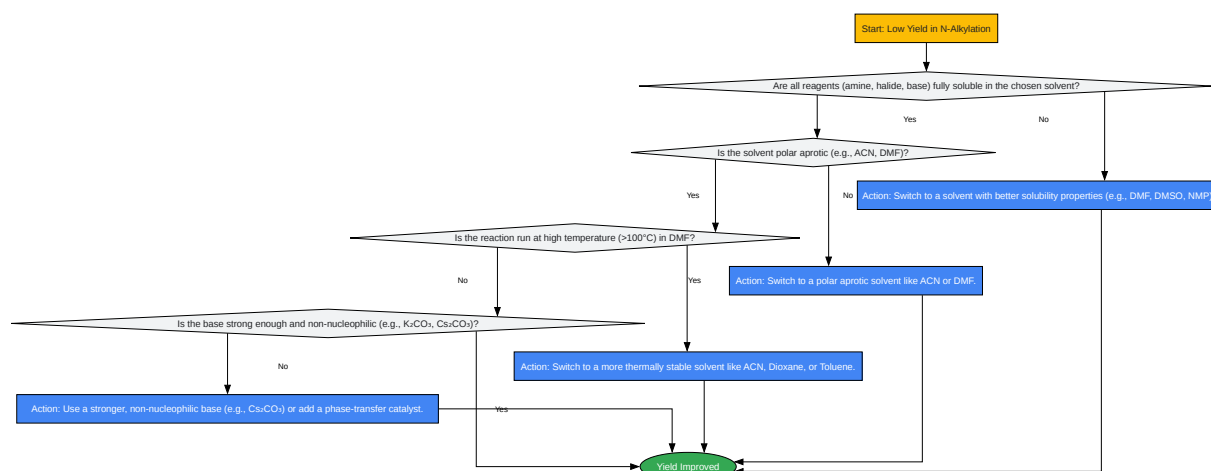 Start: Low Yield in N-Alkylation
Are all reagents (amine, halide, base) fully soluble in the chosen solvent?
Yes
No
Is the solvent polar aprotic (e.g., ACN, DMF)?
Yes
No
Action: Switch to a solvent with better solubility properties (e.g., DMF, DMSO, NMP)
Is the reaction run at high temperature (>100°C) in DMF?
No
Yes
Action: Switch to a polar aprotic solvent like ACN or DMF.
Is the base strong enough and non-nucleophilic (e.g., K₂CO₃, Cs₂CO₃)?
No
Action: Switch to a more thermally stable solvent like ACN, Dioxane, or Toluene.
Action: Use a stronger, non-nucleophilic base (e.g., Cs₂CO₃) or add a phase-transfer catalyst.
Yes
Yield Improved